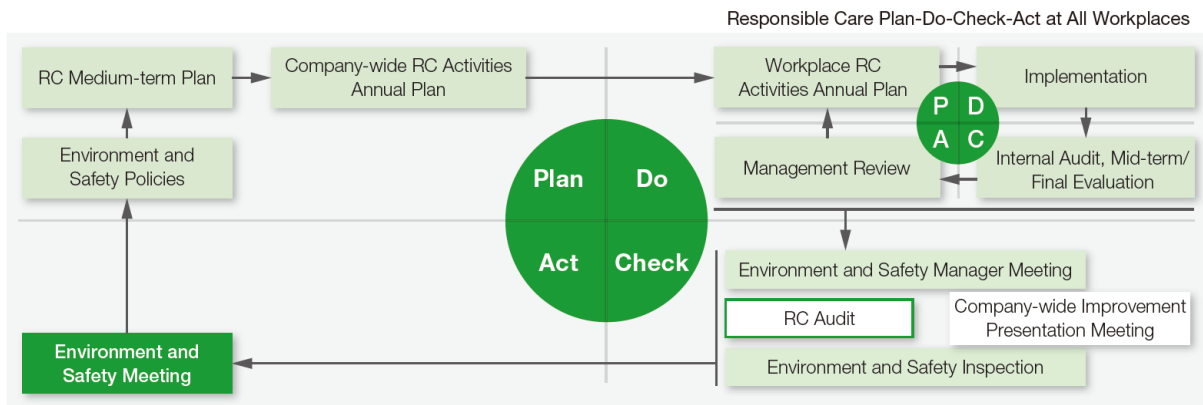 Responsible Care Plan-Do-Check-Act at All Workplaces
RC Medium-term Plan
Company-wide RC Activities
Annual Plan
Workplace RC
Activities Annual Plan
Implementation
P D
A C
Environment and
Safety Policies
Management Review
Internal Audit, Mid-term/
Final Evaluation
Plan Do
Act Check
Environment and Safety Manager Meeting
RC Audit
Company-wide Improvement
Presentation Meeting
Environment and Safety Inspection
Environment and
Safety Meeting